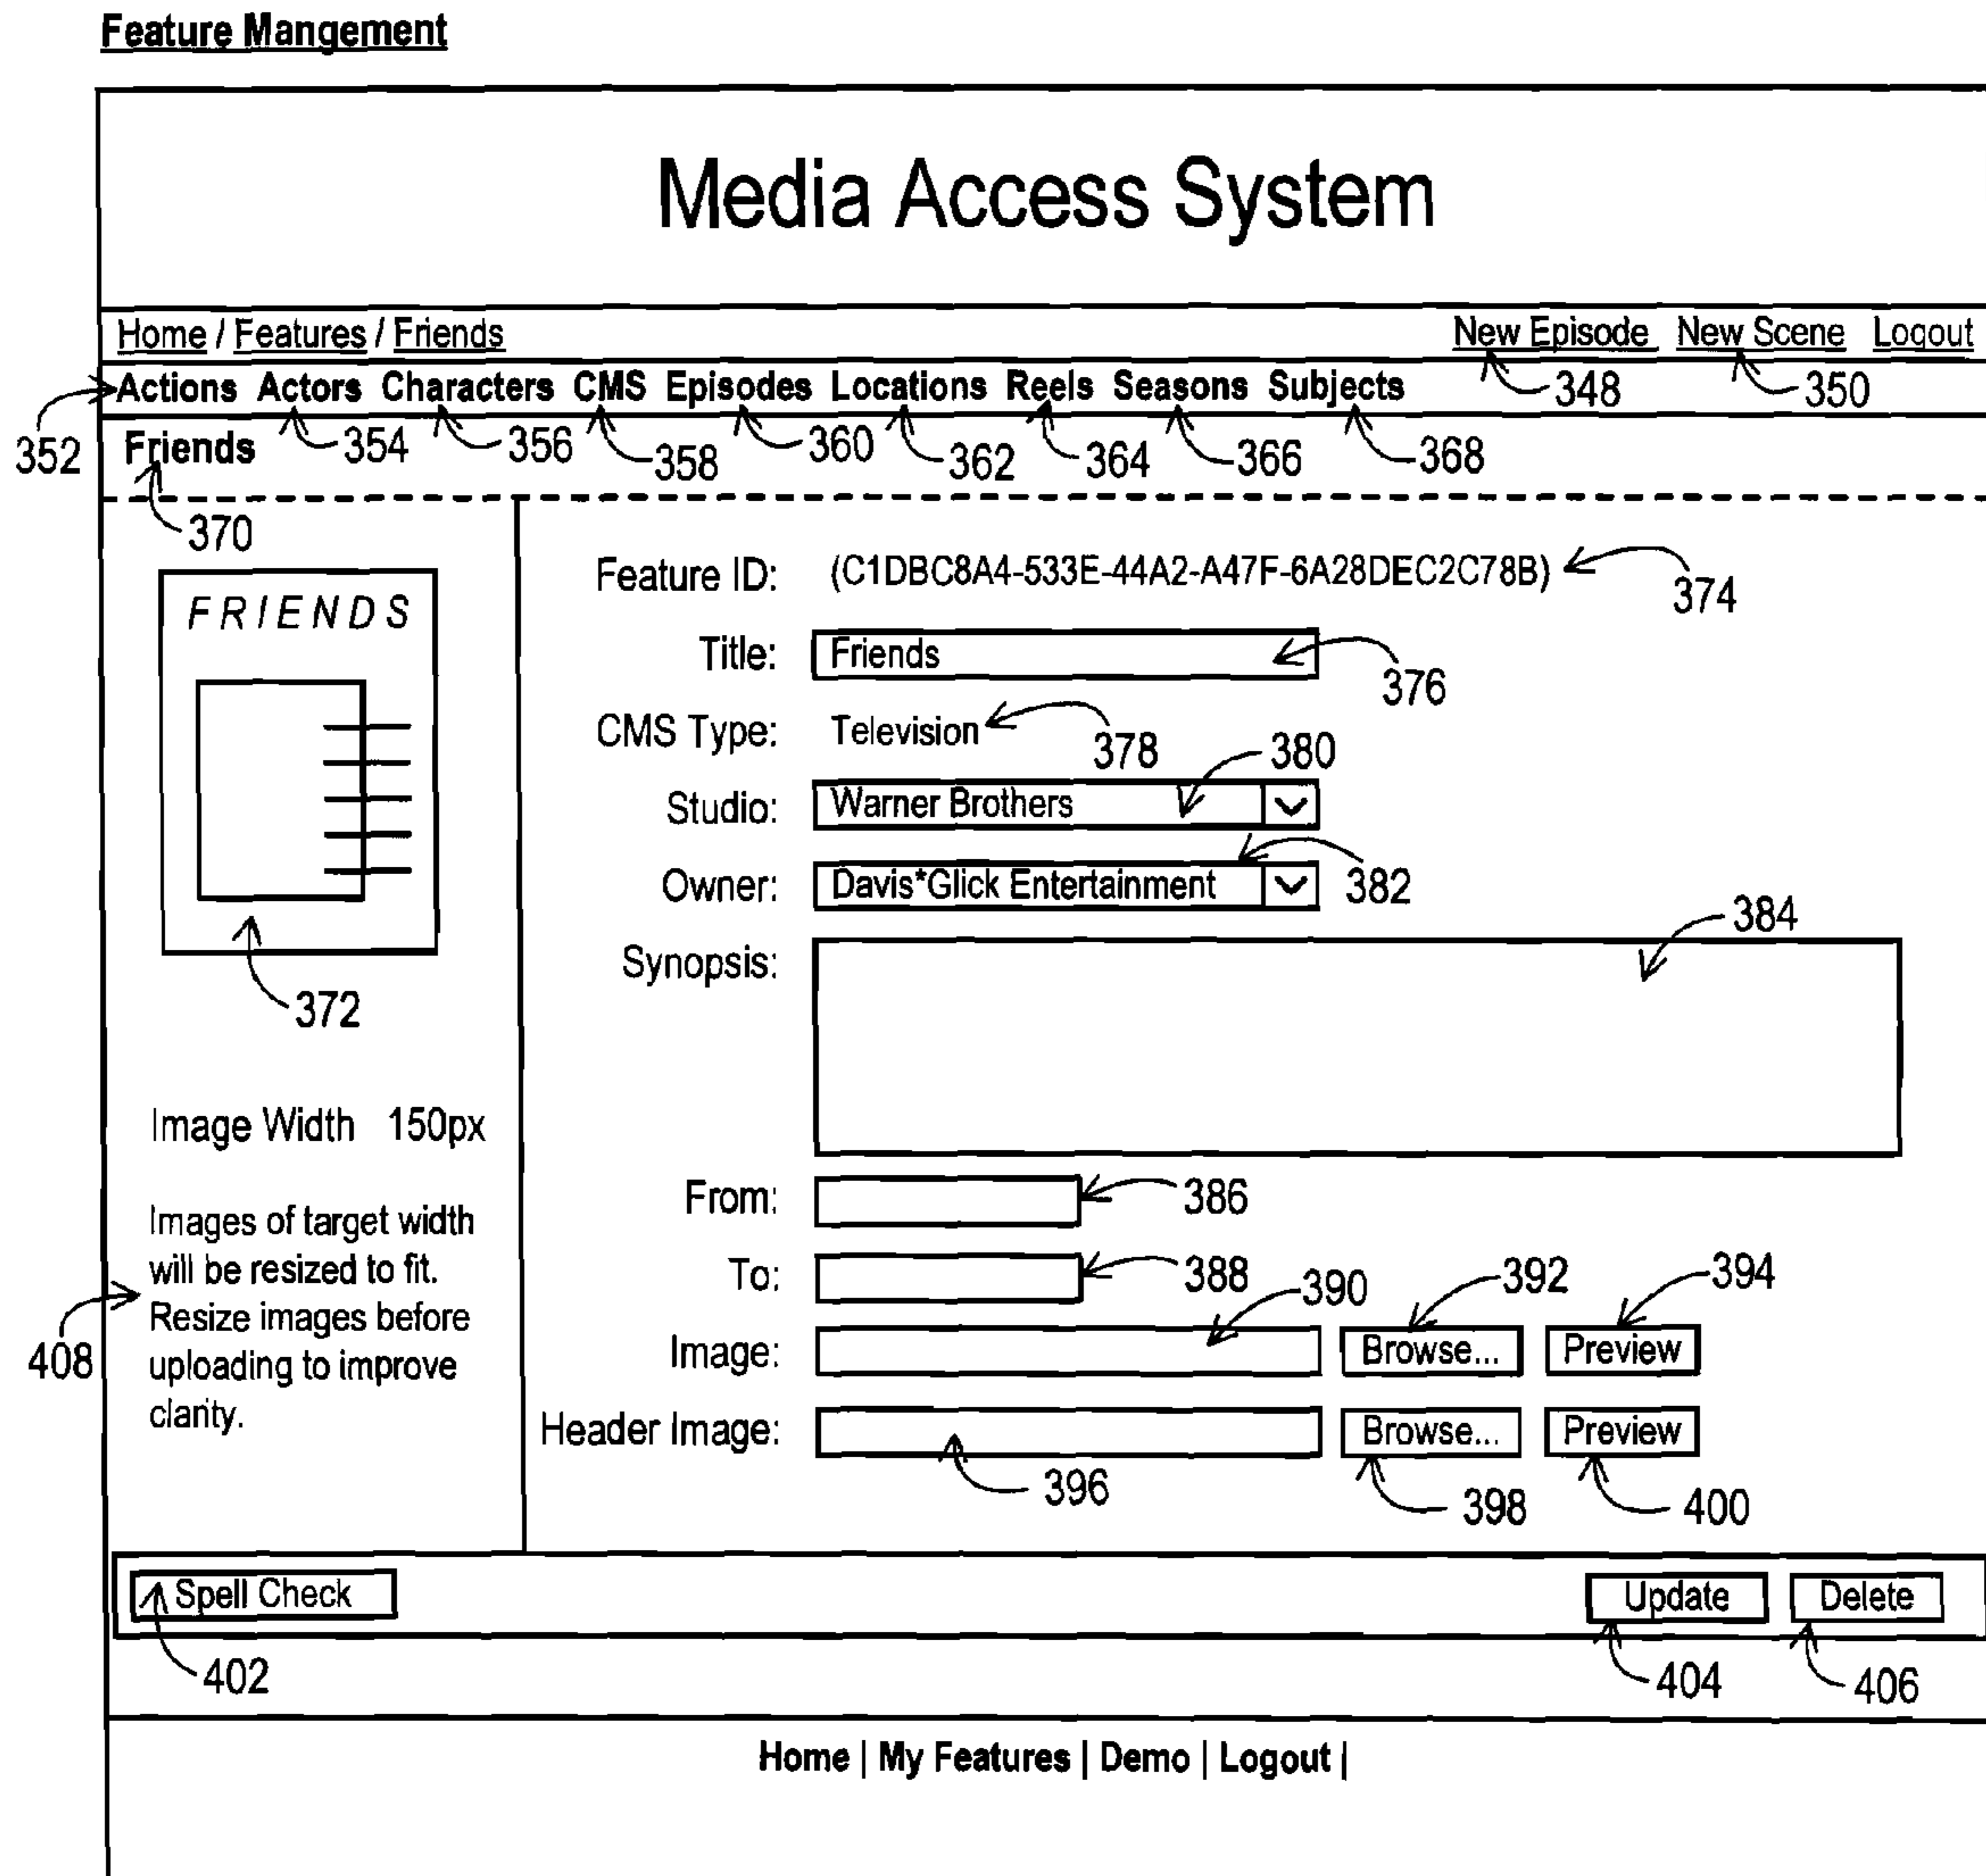 Feature Mangement
Media Access System
Home / Features / Friends New Episode New Scene Logout
Actions Actors Characters CMS Episodes Locations Reels Seasons Subjects 348 350
352 Friends 354 356 358 360 362 364 366 368
370
FRIENDS
372
Image Width 150px
Images of target width
will be resized to fit.
Resize images before
uploading to improve
clarity.
408
Feature ID: (C1DBC8A4-533E-44A2-A47F-6A28DEC2C78B) 374
Title: Friends 376
CMS Type: Television 378
Studio: Warner Brothers 380
Owner: Davis*Glick Entertainment 382
Synopsis: 384
From: 386
To: 388
Image: 390 Browse... 392 Preview 394
Header Image: Browse... Preview
396 398 400
Spell Check Update Delete
402 404 406
Home | My Features | Demo | Logout |